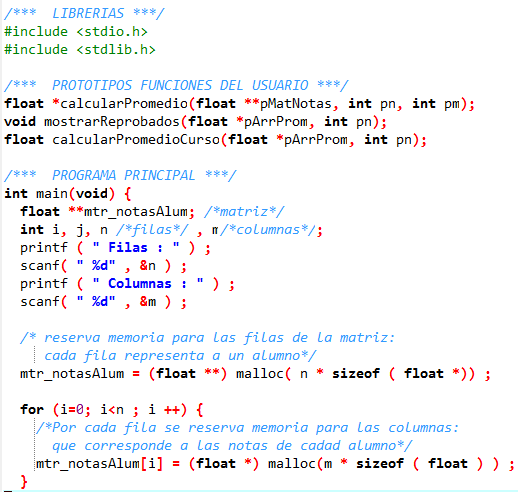 /***  LIBRERIAS ***/
#include <stdio.h>
#include <stdlib.h>

/***  PROTOTIPOS FUNCIONES DEL USUARIO ***/
float *calcularPromedio(float **pMatNotas, int pn, int pm);
void mostrarReprobados(float *pArrProm, int pn);
float calcularPromedioCurso(float *pArrProm, int pn);

/***  PROGRAMA PRINCIPAL ***/
int main(void) {
  float **mtr_notasAlum; /*matriz*/
  int i, j, n /*filas*/ , m/*columnas*/;
  printf ( " Filas : " ) ;
  scanf( " %d" , &n ) ;
  printf ( " Columnas : " ) ;
  scanf( " %d" , &m ) ;

  /* reserva memoria para las filas de la matriz:
     cada fila representa a un alumno*/
  mtr_notasAlum = (float **) malloc( n * sizeof ( float *)) ;

  for (i=0; i<n ; i ++) {
    /*Por cada fila se reserva memoria para las columnas:
      que corresponde a las notas de cadad alumno*/
    mtr_notasAlum[i] = (float *) malloc(m * sizeof ( float ) ) ;
  }